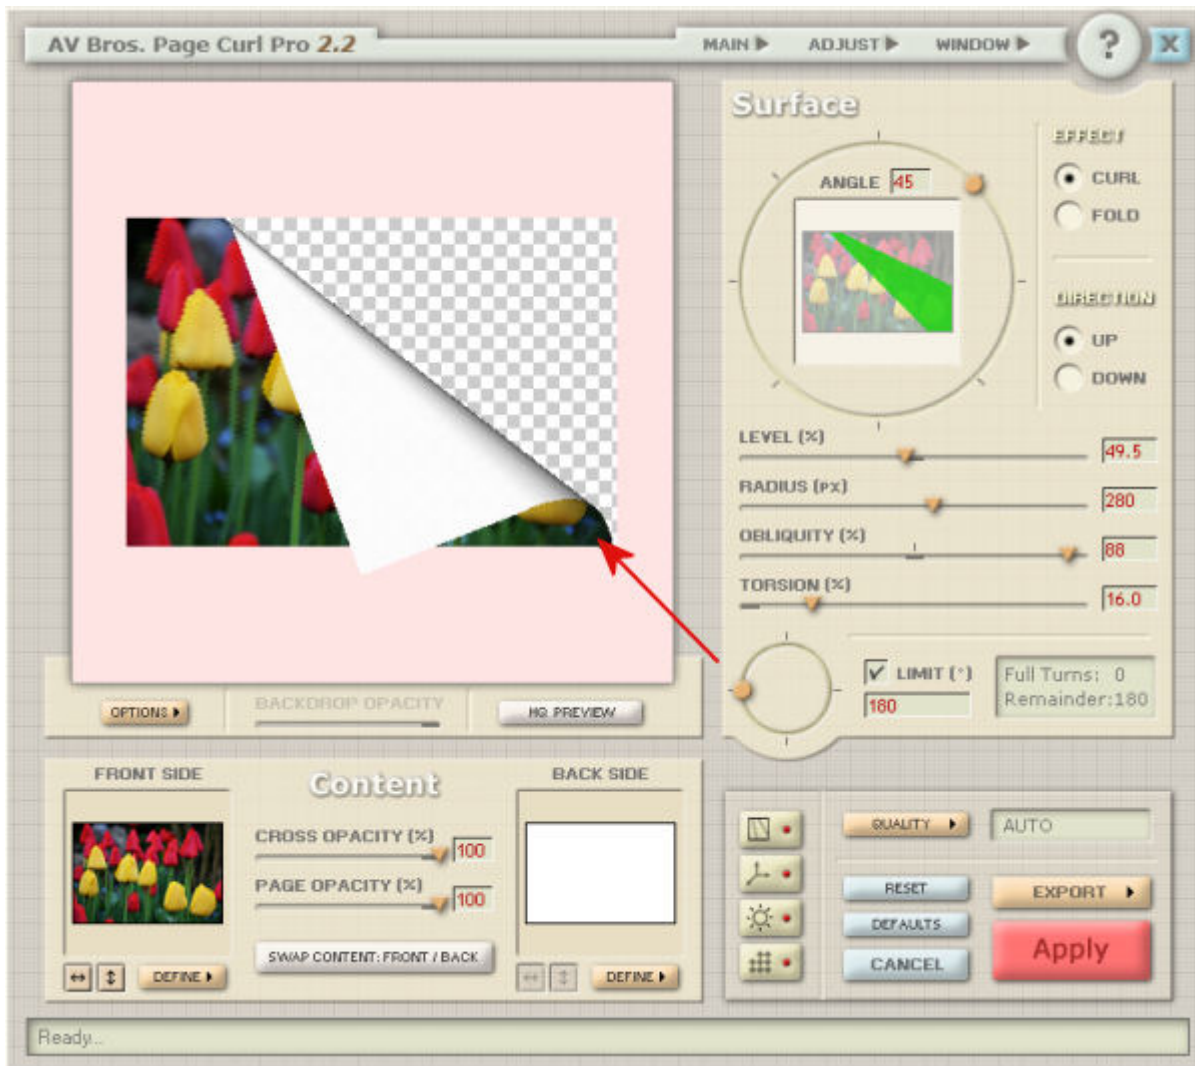 AV Bros. Page Curl Pro 2.2
MAIN
ADJUST
WINDOW
?
X
Surface
ANGLE 45
EFFECT
CURL
FOLD
DIRECTION
UP
DOWN
LEVEL (%)
49.5
RADIUS (px)
280
OBLIQUITY (%)
88
TORSION (%)
16.0
LIMIT (°)
180
Full Turns: 0
Remainder:180
OPTIONS
BACKDROP OPACITY
HQ PREVIEW
FRONT SIDE
Content
BACK SIDE
CROSS OPACITY (%)
100
PAGE OPACITY (%)
100
SWAP CONTENT: FRONT / BACK
DEFINE
DEFINE
QUALITY
AUTO
RESET
DEFAULTS
CANCEL
EXPORT
Apply
Ready...